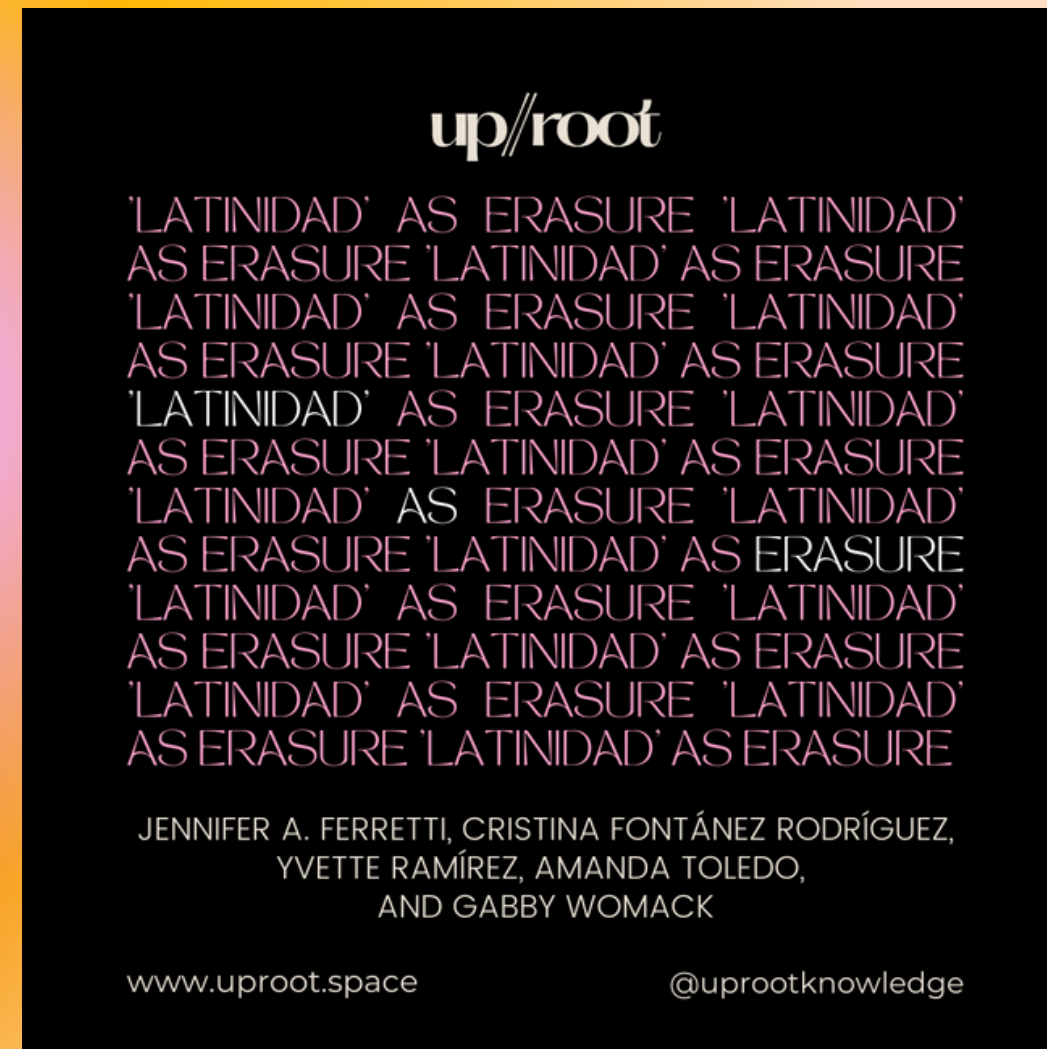 up//root
'LATINIDAD' AS ERASURE 'LATINIDAD'
AS ERASURE 'LATINIDAD' AS ERASURE
'LATINIDAD' AS ERASURE 'LATINIDAD'
AS ERASURE 'LATINIDAD' AS ERASURE
'LATINIDAD' AS ERASURE 'LATINIDAD'
AS ERASURE 'LATINIDAD' AS ERASURE
'LATINIDAD' AS ERASURE 'LATINIDAD'
AS ERASURE 'LATINIDAD' AS ERASURE
'LATINIDAD' AS ERASURE 'LATINIDAD'
AS ERASURE 'LATINIDAD' AS ERASURE
'LATINIDAD' AS ERASURE 'LATINIDAD'
AS ERASURE 'LATINIDAD' AS ERASURE
JENNIFER A. FERRETTI, CRISTINA FONTÁNEZ RODRÍGUEZ,
YVETTE RAMÍREZ, AMANDA TOLEDO,
AND GABBY WOMACK
www.uproot.space @uprootknowledge